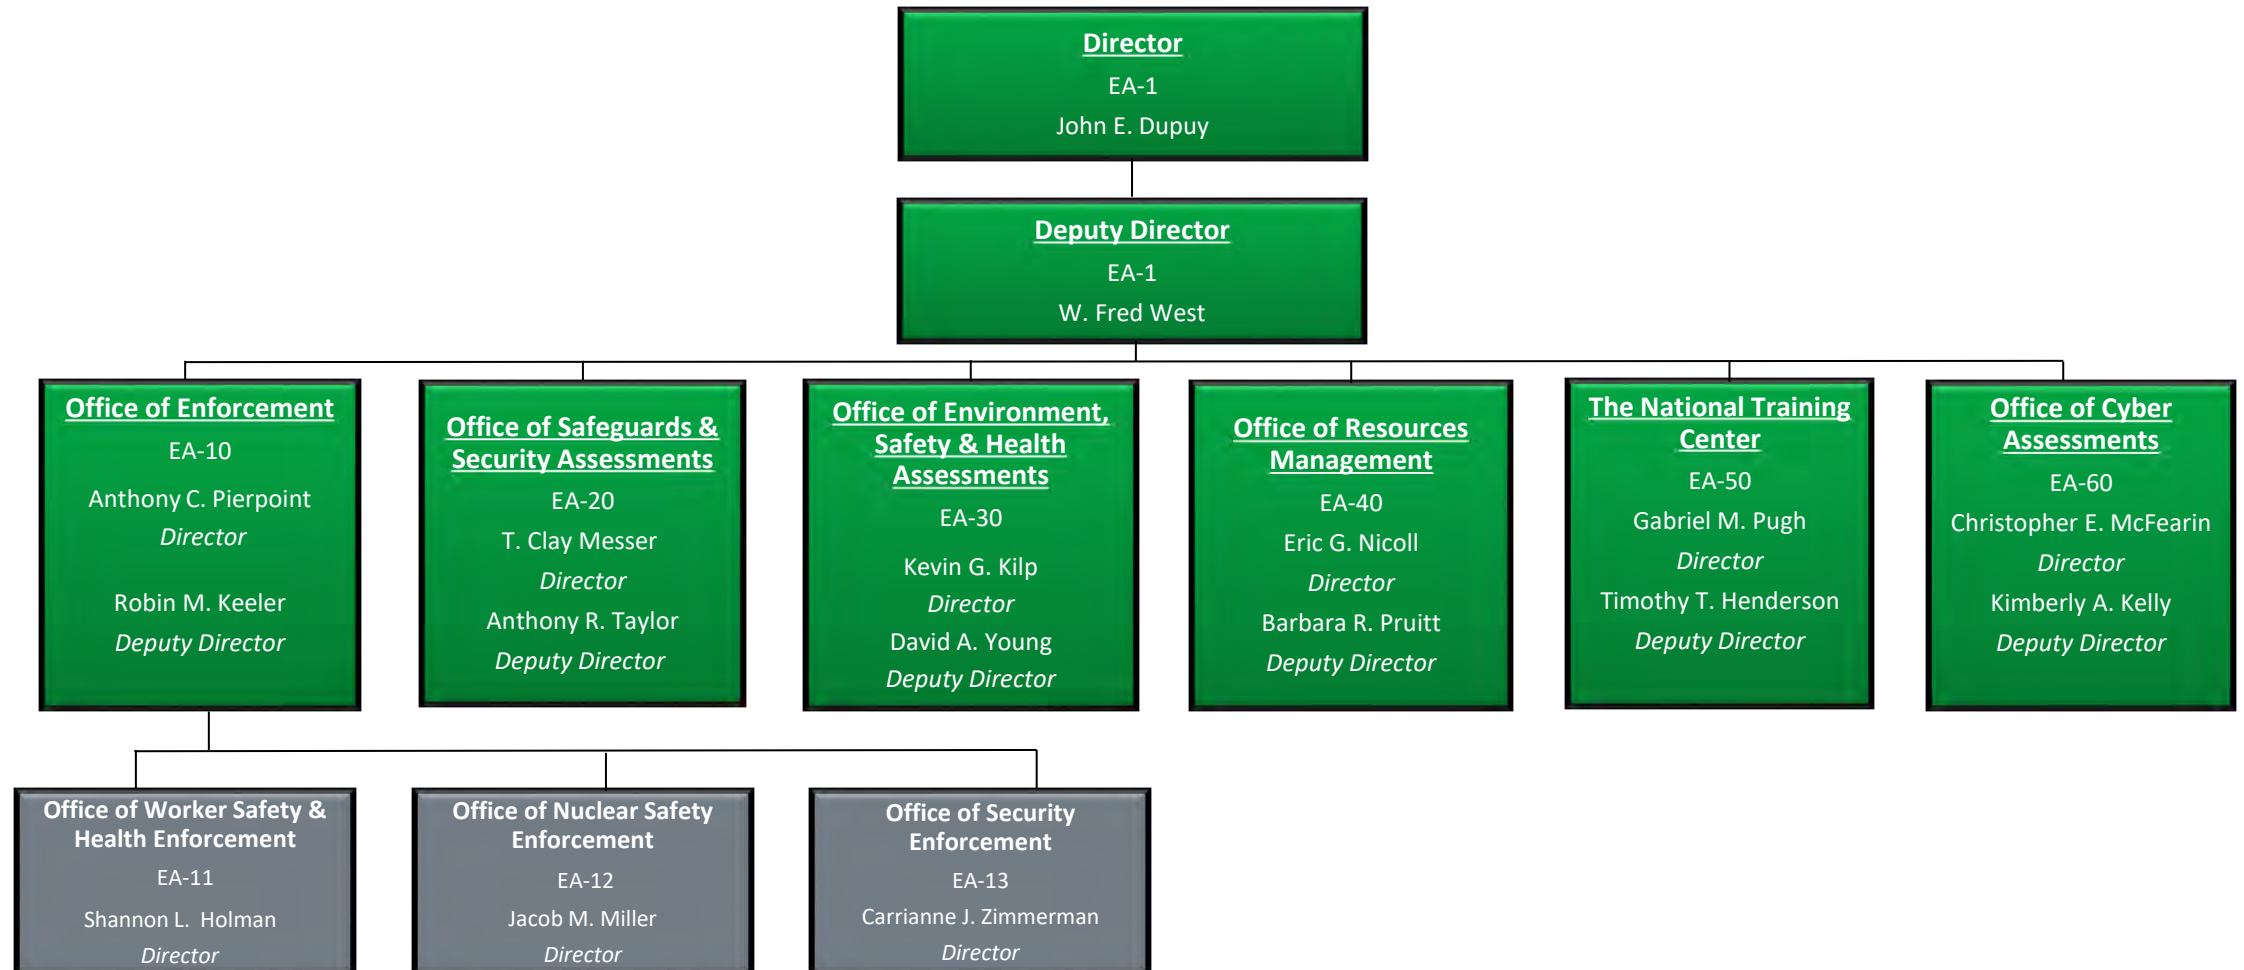 Director
EA-1
John E. Dupuy
Deputy Director
EA-1
W. Fred West
Office of Enforcement
EA-10
Anthony C. Pierpoint
Director
Robin M. Keeler
Deputy Director
Office of Safeguards &
Security Assessments
EA-20
T. Clay Messer
Director
Anthony R. Taylor
Deputy Director
Office of Environment,
Safety & Health
Assessments
EA-30
Kevin G. Kilp
Director
David A. Young
Deputy Director
Office of Resources
Management
EA-40
Eric G. Nicoll
Director
Barbara R. Pruitt
Deputy Director
The National Training
Center
EA-50
Gabriel M. Pugh
Director
Timothy T. Henderson
Deputy Director
Office of Cyber
Assessments
EA-60
Christopher E. McFearin
Director
Kimberly A. Kelly
Deputy Director
Office of Worker Safety &
Health Enforcement
EA-11
Shannon L. Holman
Director
Office of Nuclear Safety
Enforcement
EA-12
Jacob M. Miller
Director
Office of Security
Enforcement
EA-13
Carrianne J. Zimmerman
Director